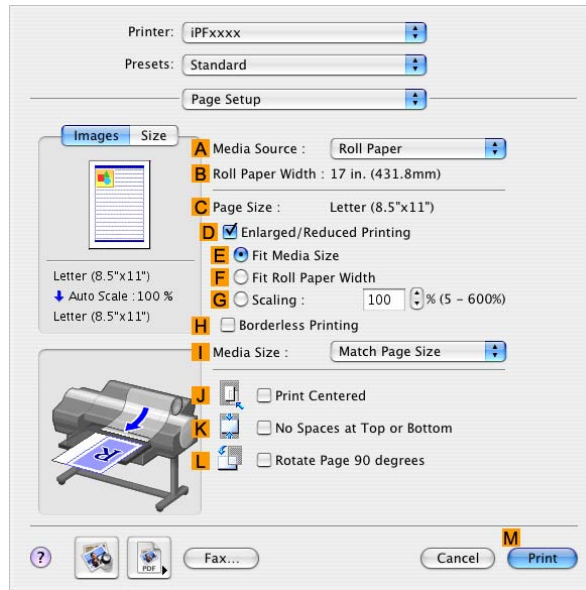 Printer: iPFxxxx
Presets: Standard
Page Setup
Images Size
A Media Source : Roll Paper
B Roll Paper Width : 17 in. (431.8mm)
C Page Size : Letter (8.5"x11")
D Enlarged/Reduced Printing
E Fit Media Size
F Fit Roll Paper Width
G Scaling : 100 % (5 - 600%)
H Borderless Printing
I Media Size : Match Page Size
Letter (8.5"x11")
Auto Scale :100 %
Letter (8.5"x11")
J Print Centered
K No Spaces at Top or Bottom
L Rotate Page 90 degrees
R
M
? PDF Fax... Cancel Print